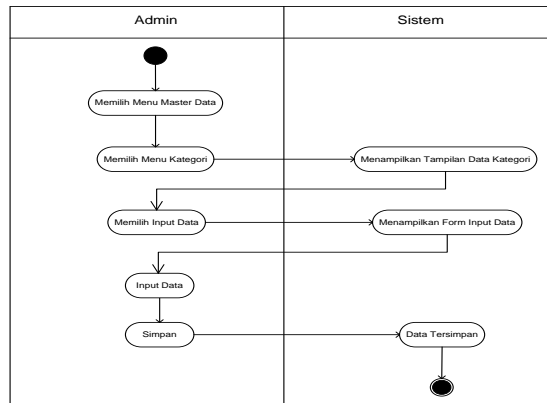 Admin
Sistem
Memilih Menu Master Data
Memilih Menu Kategori
Menampilkan Tampilan Data Kategori
Memilih Input Data
Menampilkan Form Input Data
Input Data
Simpan
Data Tersimpan